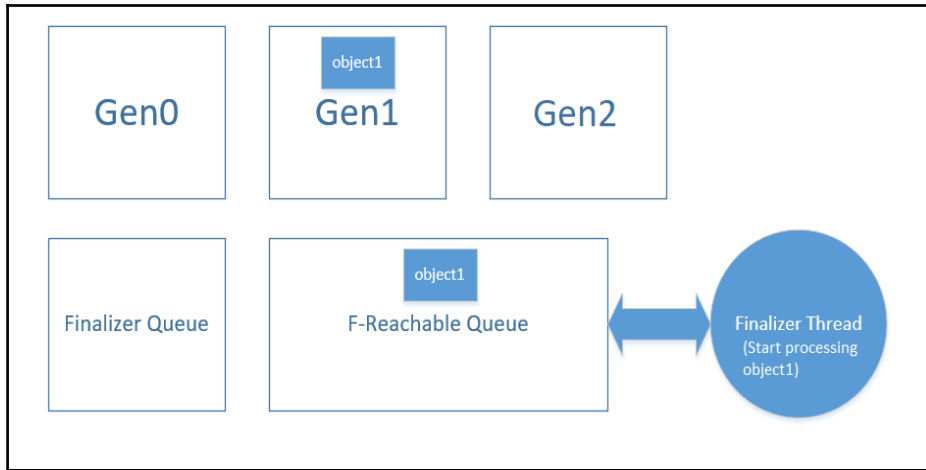 object1
Gen0
Gen1
Gen2
object1
Finalizer Queue
F-Reachable Queue
Finalizer Thread
(Start processing
object1)